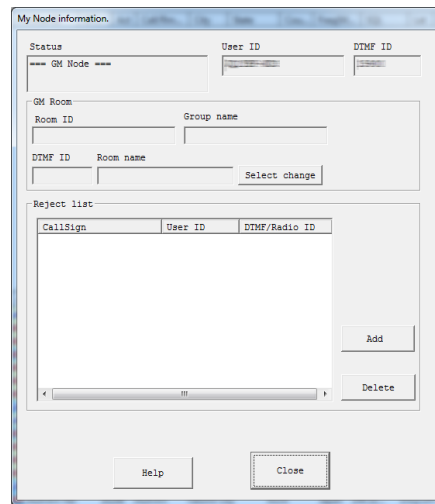 My Node information.
Status
User ID
DTMF ID
=== GM Node ===
GM Room
Room ID
Group name
DTMF ID
Room name
Select change
Reject list
CallSign
User ID
DTMF/Radio ID
Add
Delete
Help
Close